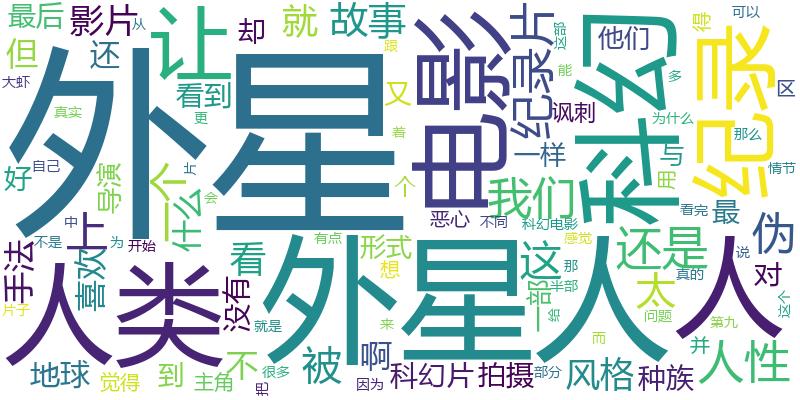 最后
影片
让
却
就
故事
电影
纪录片
这部
科幻
他们
得
可以
纪录
从
但
还
看到
又
跟
能
多
区
大虾
外星
真实
更
着
讽刺
为什么
一样
与
用
那么
情节
好
自己
导演
一个
片
什么
会
个
我们
恶心
不同
科幻电影
看完
最
伪
中
上
不是
为
开始
有点
形式
想
这
那
感觉
还是
真的
说
对
手法
喜欢
没有
看
外星人
半部
一部
给
太
这个
人类
人
片子
就是
来
而
问题
第九
地球
觉得
到
主角
不
把
很多
被
因为
啊
科幻片
拍摄
部分
风格
种族
并
人性